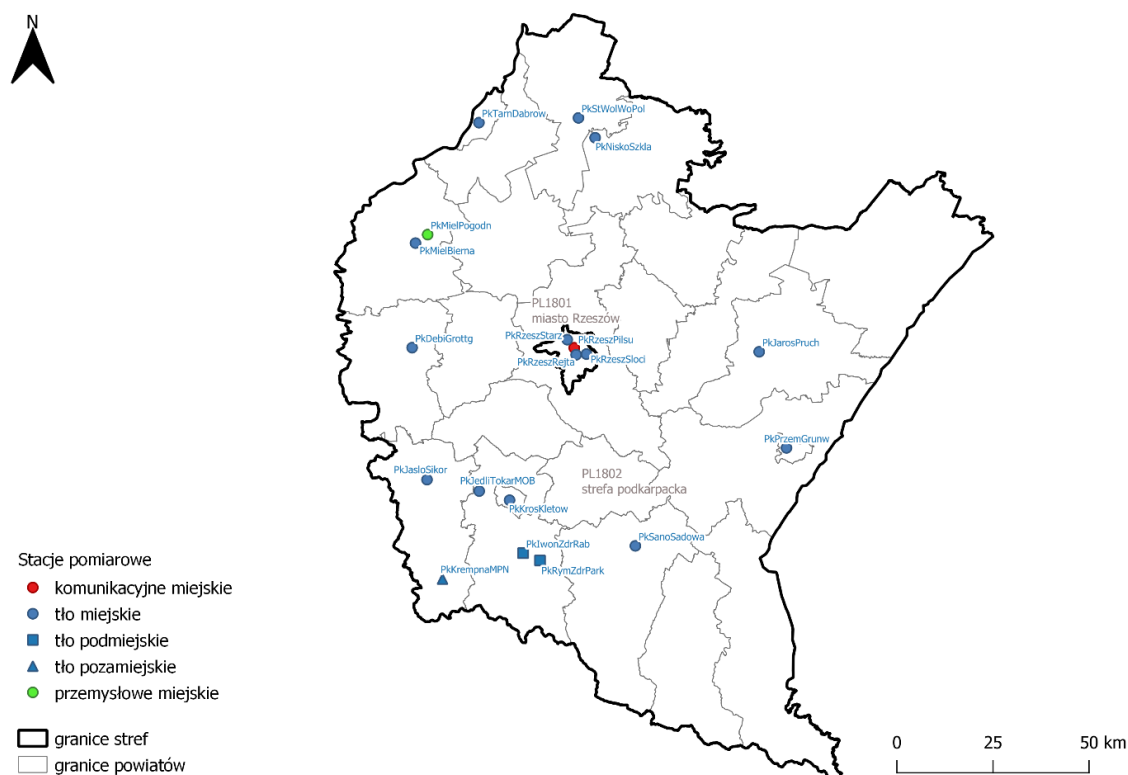 N
PkTarnDabrow
PkStWolWoPol
PkNiskoSzkla
PkMielPogodn
PkMielBierna
PL1801
miasto Rzeszów
PkRzeszStarz
PkRzeszPilsu
PkRzeszRejta
PkRzeszSloci
PkDebiGrottg
PkJarosPruch
PkPrzemGrunw
PkJasloSikor
PkJedliTokarMOB
PkKrosKletow
PL1802
strefa podkarpacka
PkIwonZdrRab
PkRymZdrPark
PkSanoSadowa
PkKrempnaMPN
Stacje pomiarowe
komunikacyjne miejskie
tło miejskie
tło podmiejskie
tło pozamiejskie
przemysłowe miejskie
granice stref
granice powiatów
0 25 50 km